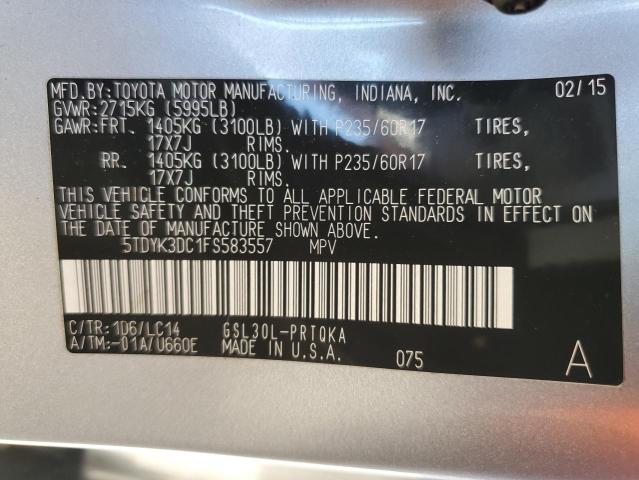 MFD.BY: TOYOTA MOTOR MANUFACTURING, INDIANA, INC. 02/15
GVWR: 2715KG (5995LB)
GAWR: FRT. 1405KG (3100LB) WITH P235/60R17 TIRES,
17X7J RIMS.
RR. 1405KG (3100LB) WITH P235/60R17 TIRES,
17X7J RIMS.
THIS VEHICLE CONFORMS TO ALL APPLICABLE FEDERAL MOTOR
VEHICLE SAFETY AND THEFT PREVENTION STANDARDS IN EFFECT ON
THE DATE OF MANUFACTURE SHOWN ABOVE.
5TDYK3DC1FS583557 MPV
C/TR: 1D6/LC14 GSL30L-PRTQKA
A/TM: -01A/U660E MADE IN U.S.A. 075 A